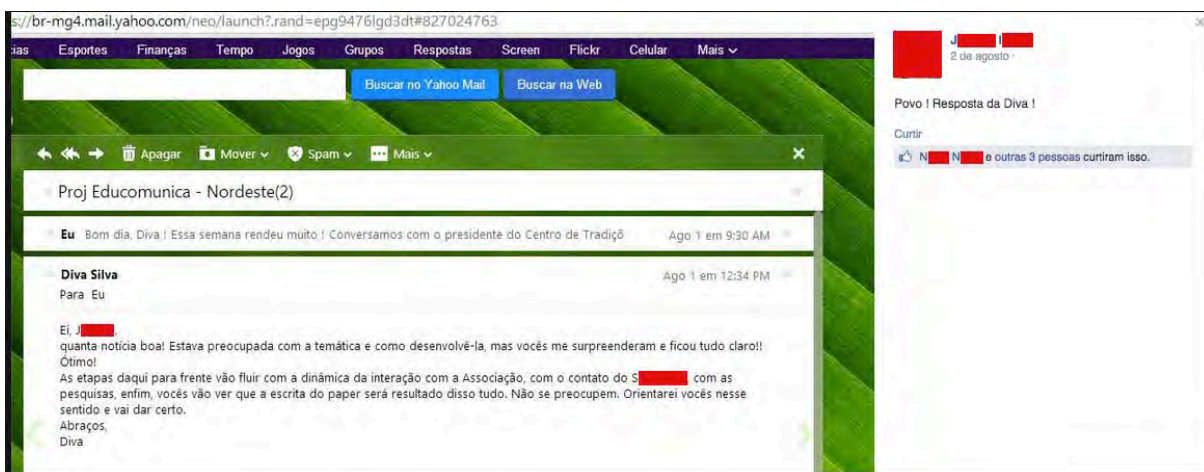 s://br-mg4.mail.yahoo.com/neo/launch?.rand=epg9476lgd3dt#827024763
ias Esportes Finanças Tempo Jogos Grupos Respostas Screen Flickr Celular Mais
Buscar no Yahoo Mail Buscar na Web
Apagar Mover Spam Mais
Proj Educomunica - Nordeste(2)
Eu Bom dia, Diva ! Essa semana rendeu muito ! Conversamos com o presidente do Centro de Tradiçõ Ago 1 em 9:30 AM
Diva Silva Ago 1 em 12:34 PM
Para Eu
Ei, J
quanta notícia boa! Estava preocupada com a temática e como desenvolvê-la, mas vocês me surpreenderam e ficou tudo claro!!
Ótimo!
As etapas daqui para frente vão fluir com a dinâmica da interação com a Associação, com o contato do S com as
pesquisas, enfim, vocês vão ver que a escrita do paper será resultado disso tudo. Não se preocupem. Orientarei vocês nesse
sentido e vai dar certo.
Abraços,
Diva
J I
2 de agosto ·
Povo ! Resposta da Diva !
Curtir
N N e outras 3 pessoas curtiram isso.